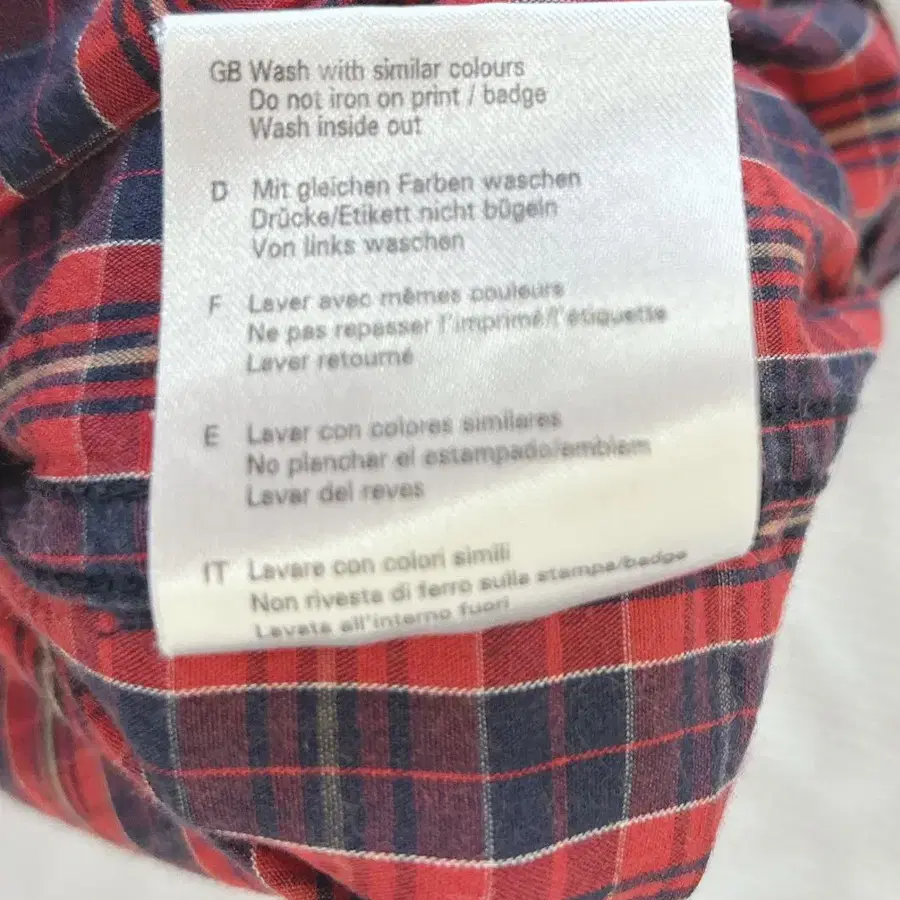 GB Wash with similar colours
Do not iron on print / badge
Wash inside out
D Mit gleichen Farben waschen
Drücke/Etikett nicht bügeln
Von links waschen
F Laver avec mêmes couleurs
Ne pas repasser l'imprimé/l'étiquette
Laver retourné
E Lavar con colores similares
No planchar el estampado/emblem
Lavar del reves
IT Lavare con colori simili
Non riveste di ferro sulle stampe/badge
Lavata all'interno fuori